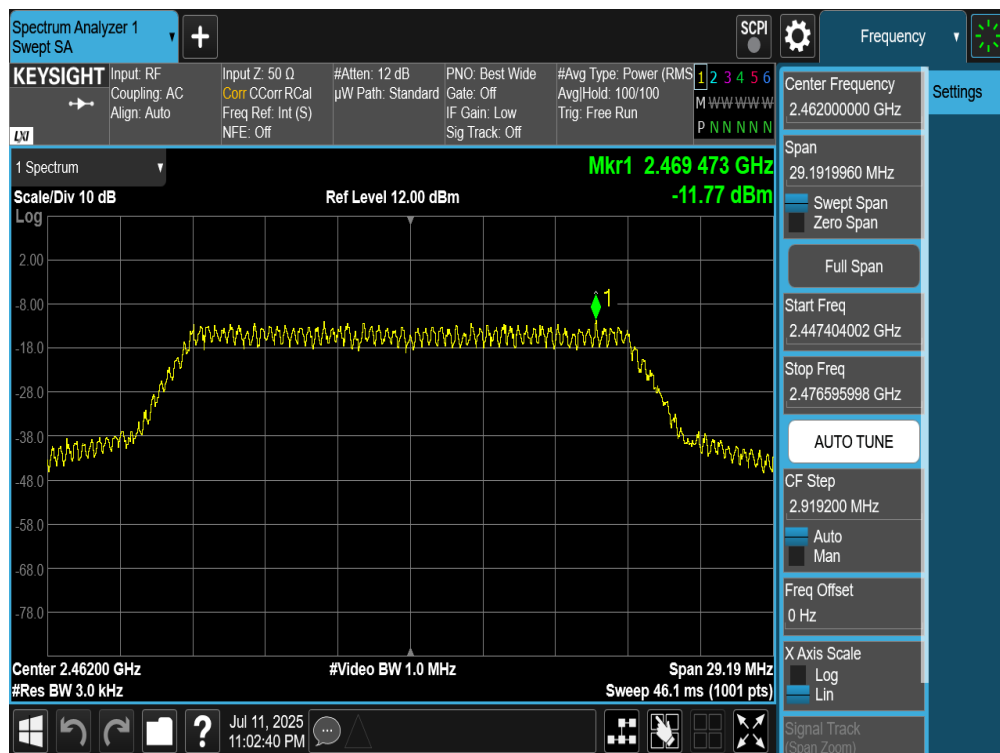 Spectrum Analyzer 1
Swept SA
+
SCPI
Frequency
KEYSIGHT
LXI
Input: RF
Coupling: AC
Align: Auto
Input Z: 50 Ω
Corr CCorr RCal
Freq Ref: Int (S)
NFE: Off
#Atten: 12 dB
µW Path: Standard
PNO: Best Wide
Gate: Off
IF Gain: Low
Sig Track: Off
#Avg Type: Power (RMS
Avg|Hold: 100/100
Trig: Free Run
1 2 3 4 5 6
M W W W W W
P N N N N N
1 Spectrum
Scale/Div 10 dB
Ref Level 12.00 dBm
Mkr1 2.469 473 GHz
-11.77 dBm
Log
2.00
-8.00
-18.0
-28.0
-38.0
-48.0
-58.0
-68.0
-78.0
1
Center 2.46200 GHz
#Video BW 1.0 MHz
Span 29.19 MHz
#Res BW 3.0 kHz
Sweep 46.1 ms (1001 pts)
?
Jul 11, 2025
11:02:40 PM
Center Frequency
2.462000000 GHz
Settings
Span
29.1919960 MHz
Swept Span
Zero Span
Full Span
Start Freq
2.447404002 GHz
Stop Freq
2.476595998 GHz
AUTO TUNE
CF Step
2.919200 MHz
Auto
Man
Freq Offset
0 Hz
X Axis Scale
Log
Lin
Signal Track
(Span Zoom)